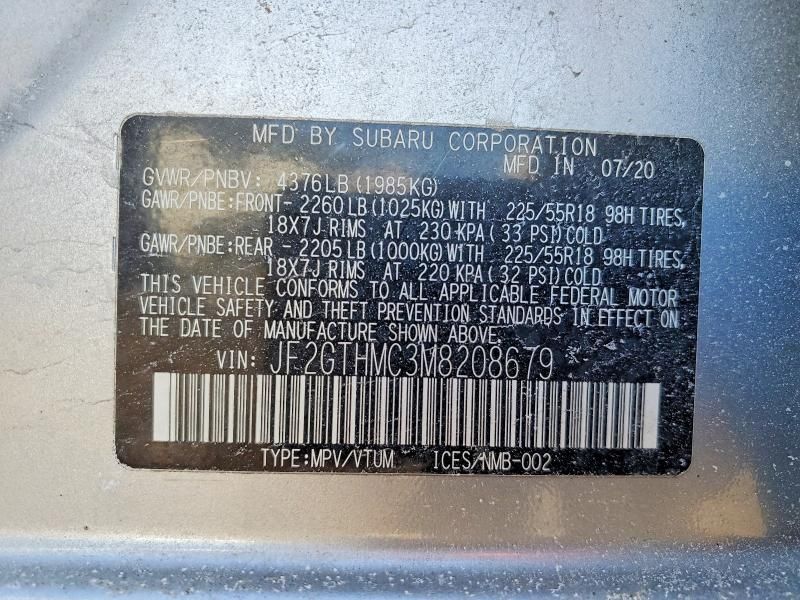 MFD BY SUBARU CORPORATION
MFD IN 07/20
GVWR/PNBV: 4376LB(1985KG)
GAWR/PNBE:FRONT- 2260LB(1025KG)WITH 225/55R18 98H TIRES,
18X7J RIMS AT 230 KPA( 33 PSI)COLD
GAWR/PNBE:REAR - 2205LB(1000KG)WITH 225/55R18 98H TIRES,
18X7J RIMS AT 220 KPA( 32 PSI)COLD
THIS VEHICLE CONFORMS TO ALL APPLICABLE FEDERAL MOTOR
VEHICLE SAFETY AND THEFT PREVENTION STANDARDS IN EFFECT ON
THE DATE OF MANUFACTURE SHOWN ABOVE.
VIN: JF2GTHMC3M8208679
TYPE:MPV/VTUM ICES/NMB-002